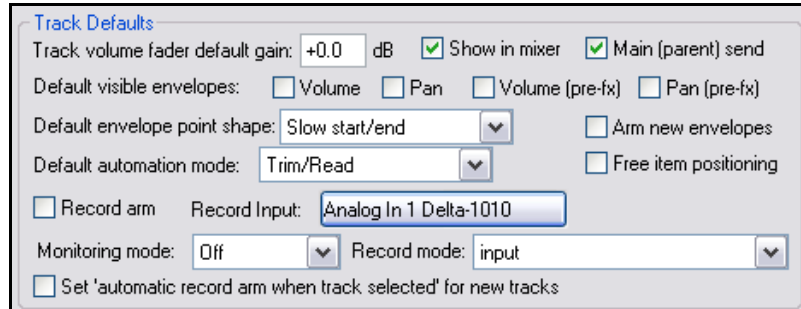 Track Defaults
Track volume fader default gain: +0.0 dB Show in mixer Main (parent) send
Default visible envelopes: Volume Pan Volume (pre-fx) Pan (pre-fx)
Default envelope point shape: Slow start/end Arm new envelopes
Default automation mode: Trim/Read Free item positioning
Record arm Record Input: Analog In 1 Delta-1010
Monitoring mode: Off Record mode: input
Set 'automatic record arm when track selected' for new tracks